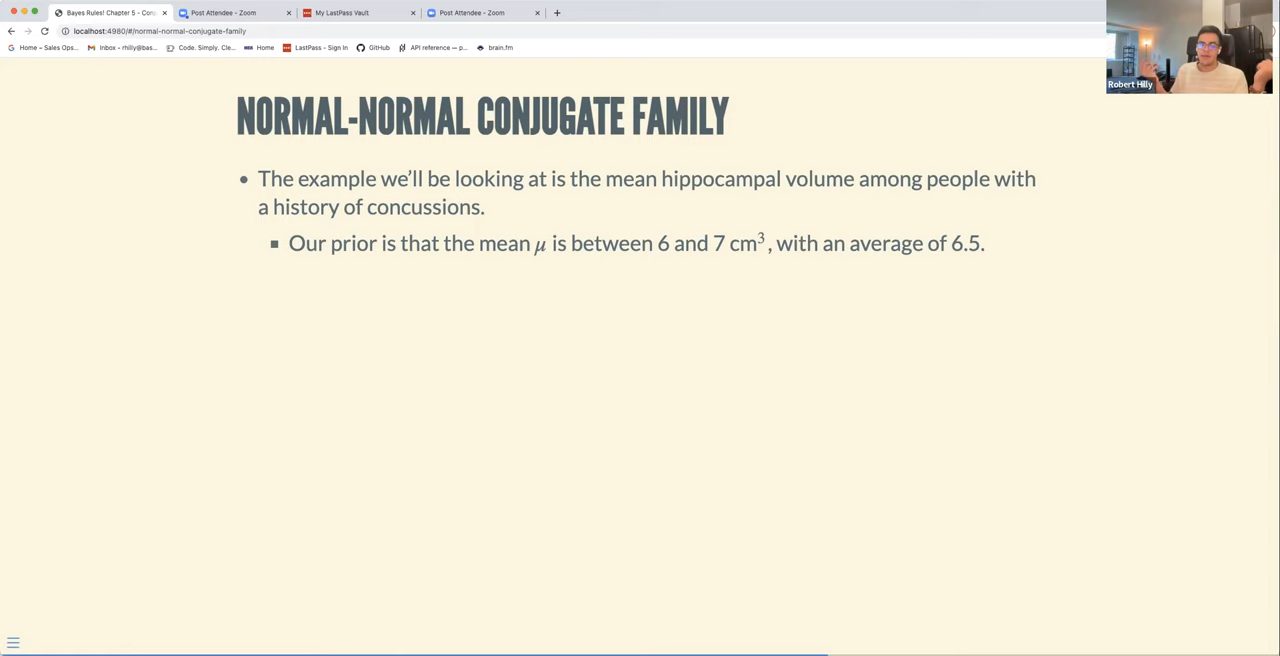 Bayes Rules! Chapter 5 - Con
Post Attendee - Zoom
My LastPass Vault
Post Attendee - Zoom
localhost:4980/#/normal-normal-conjugate-family
Home – Sales Ops...
Inbox - rhilly@bas...
Code. Simply. Cle...
Home
LastPass - Sign In
GitHub
API reference — p...
brain.fm
Robert Hilly
NORMAL-NORMAL CONJUGATE FAMILY
• The example we’ll be looking at is the mean hippocampal volume among people with
a history of concussions.
▪ Our prior is that the mean μ is between 6 and 7 cm³, with an average of 6.5.